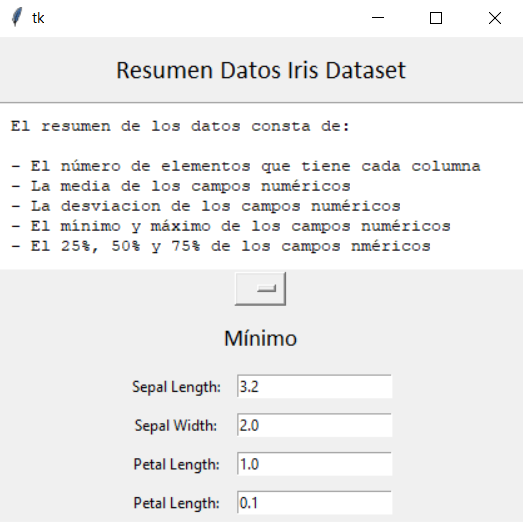 tk
Resumen Datos Iris Dataset
El resumen de los datos consta de:
- El número de elementos que tiene cada columna
- La media de los campos numéricos
- La desviacion de los campos numéricos
- El mínimo y máximo de los campos numéricos
- El 25%, 50% y 75% de los campos nméricos
Mínimo
Sepal Length: 3.2
Sepal Width: 2.0
Petal Length: 1.0
Petal Length: 0.1